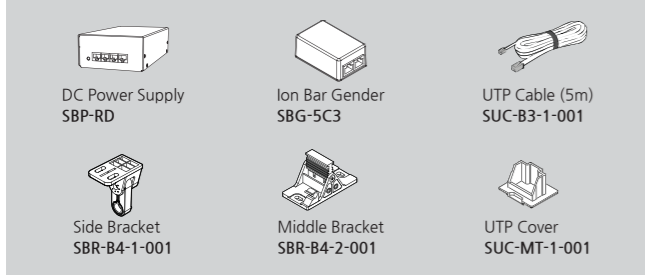 DC Power Supply
SBP-RD
Ion Bar Gender
SBG-5C3
UTP Cable (5m)
SUC-B3-1-001
Side Bracket
SBR-B4-1-001
Middle Bracket
SBR-B4-2-001
UTP Cover
SUC-MT-1-001